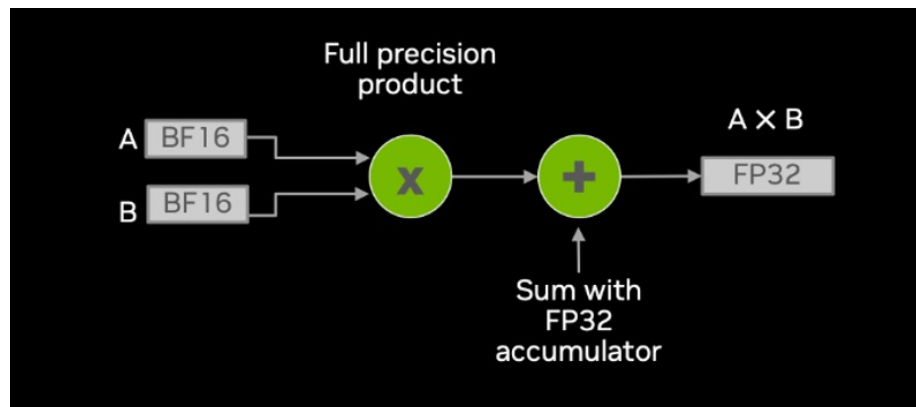 Full precision
product
A BF16
B BF16
X
+
A × B
FP32
Sum with
FP32
accumulator